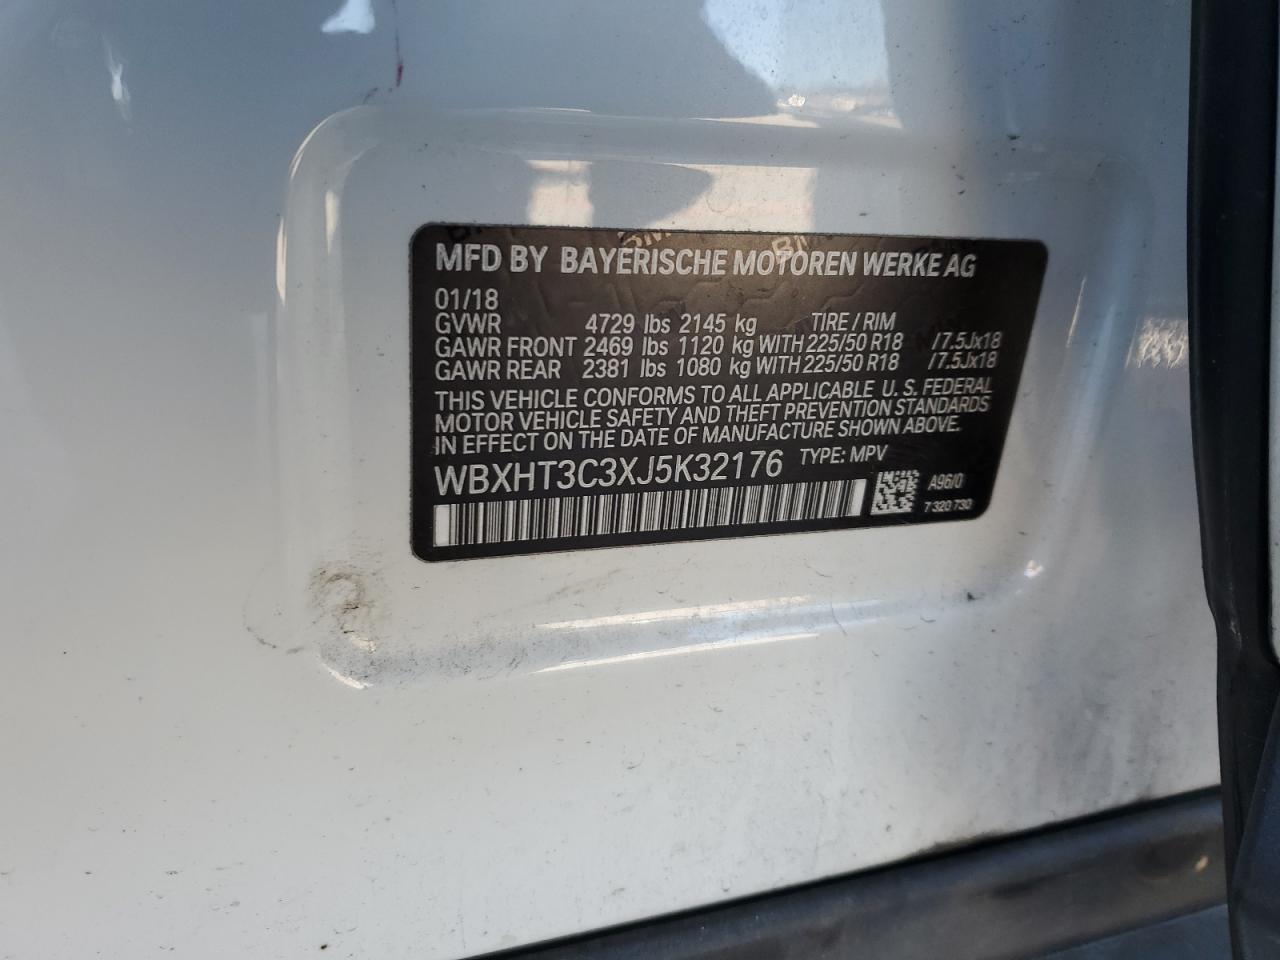 MFD BY BAYERISCHE MOTOREN WERKE AG
01/18
GVWR 4729 lbs 2145 kg TIRE / RIM
GAWR FRONT 2469 lbs 1120 kg WITH 225/50 R18 /7.5Jx18
GAWR REAR 2381 lbs 1080 kg WITH 225/50 R18 /7.5Jx18
THIS VEHICLE CONFORMS TO ALL APPLICABLE U. S. FEDERAL
MOTOR VEHICLE SAFETY AND THEFT PREVENTION STANDARDS
IN EFFECT ON THE DATE OF MANUFACTURE SHOWN ABOVE.
WBXHT3C3XJ5K32176 TYPE: MPV
A96/0
7 320 730